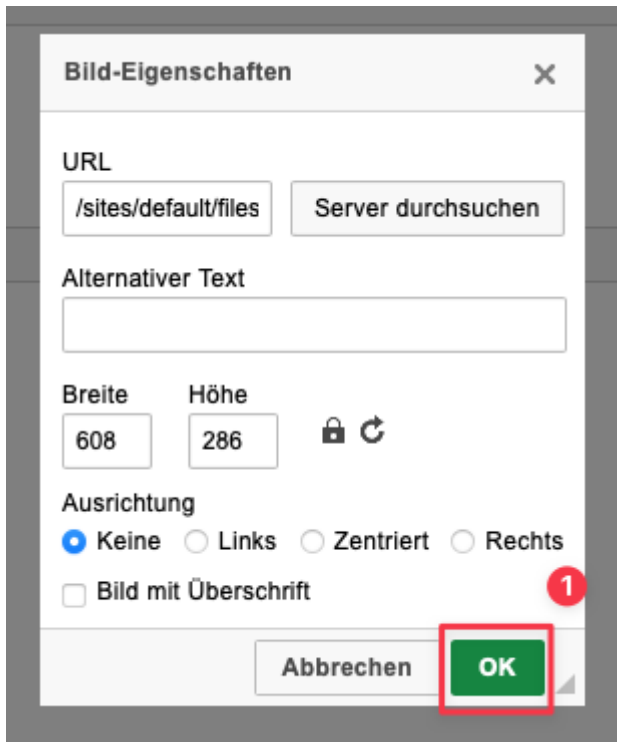 Bild-Eigenschaften
URL
/sites/default/files
Server durchsuchen
Alternativer Text
Breite Höhe
608 286
Ausrichtung
Keine Links Zentriert Rechts
Bild mit Überschrift
1
Abbrechen OK